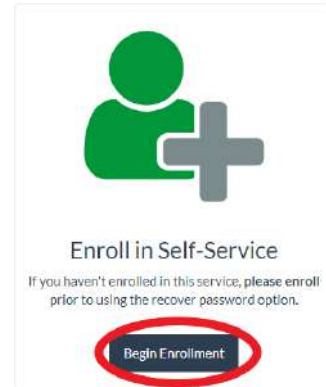 Enroll in Self-Service
If you haven't enrolled in this service, please enroll
prior to using the recover password option.
Begin Enrollment